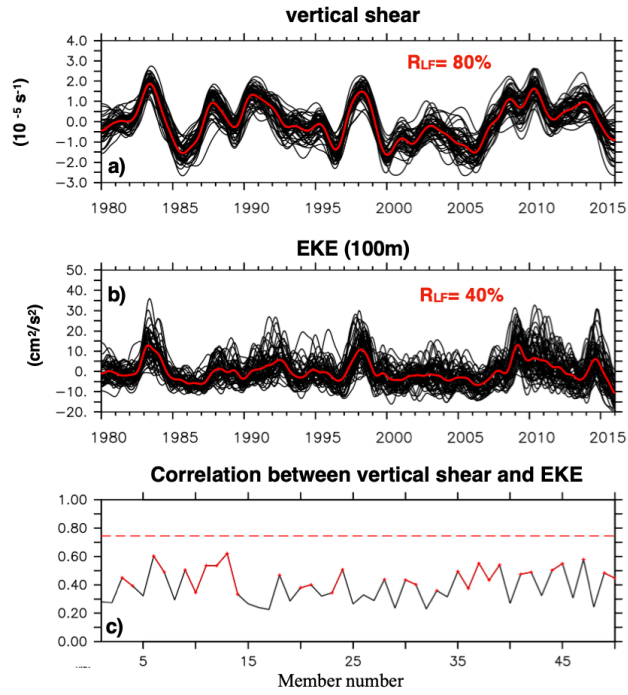 vertical shear
(10 -5 s-1)
4.0
3.0
2.0
1.0
0.0
−1.0
−2.0
−3.0
RLF= 80%
a)
1980 1985 1990 1995 2000 2005 2010 2015
EKE (100m)
(cm2/s2)
50.
40.
30.
20.
10.
0.
−10.
−20.
b)
RLF= 40%
1980 1985 1990 1995 2000 2005 2010 2015
Correlation between vertical shear and EKE
1.00
0.80
0.60
0.40
0.20
0.00
c)
5 15 25 35 45
Member number